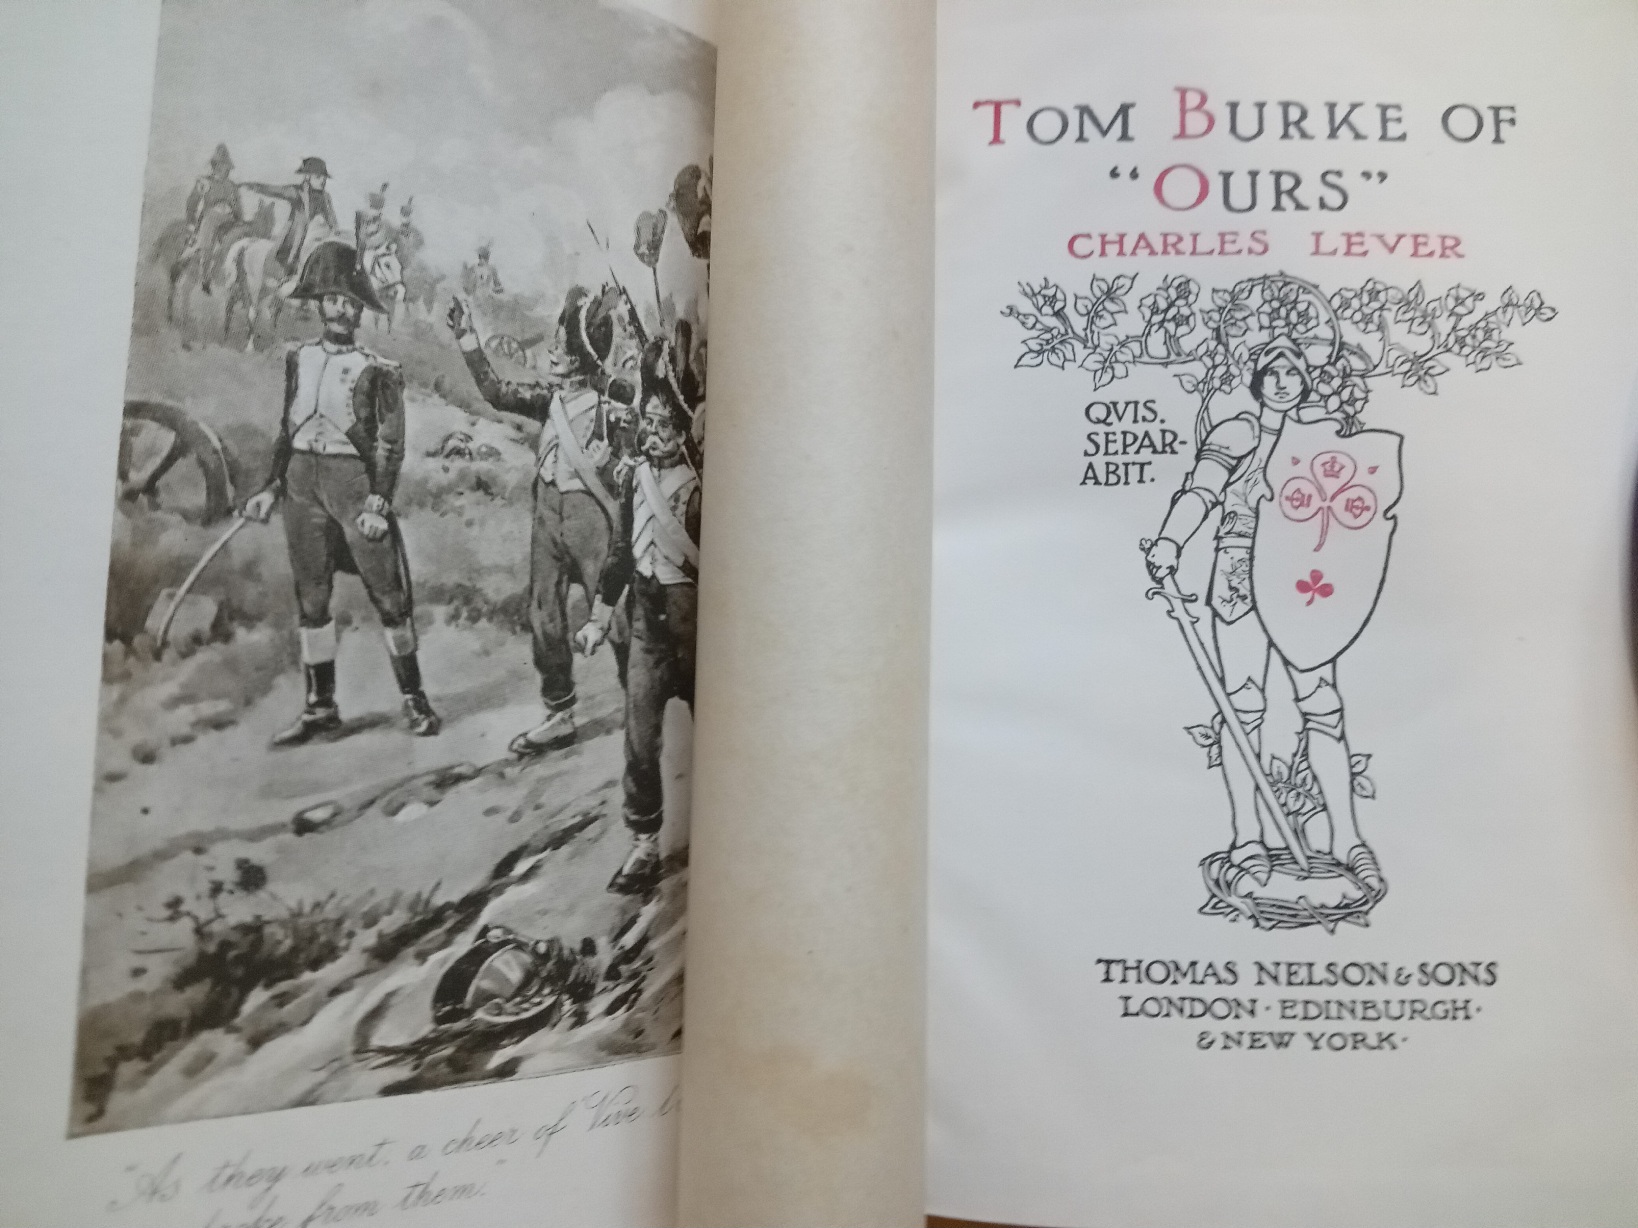 "As they went, a cheer of "Vive
broke from them."
TOM BURKE OF
"OURS"
CHARLES LEVER
QVIS.
SEPAR-
ABIT.
THOMAS NELSON & SONS
LONDON · EDINBURGH ·
& NEW YORK ·